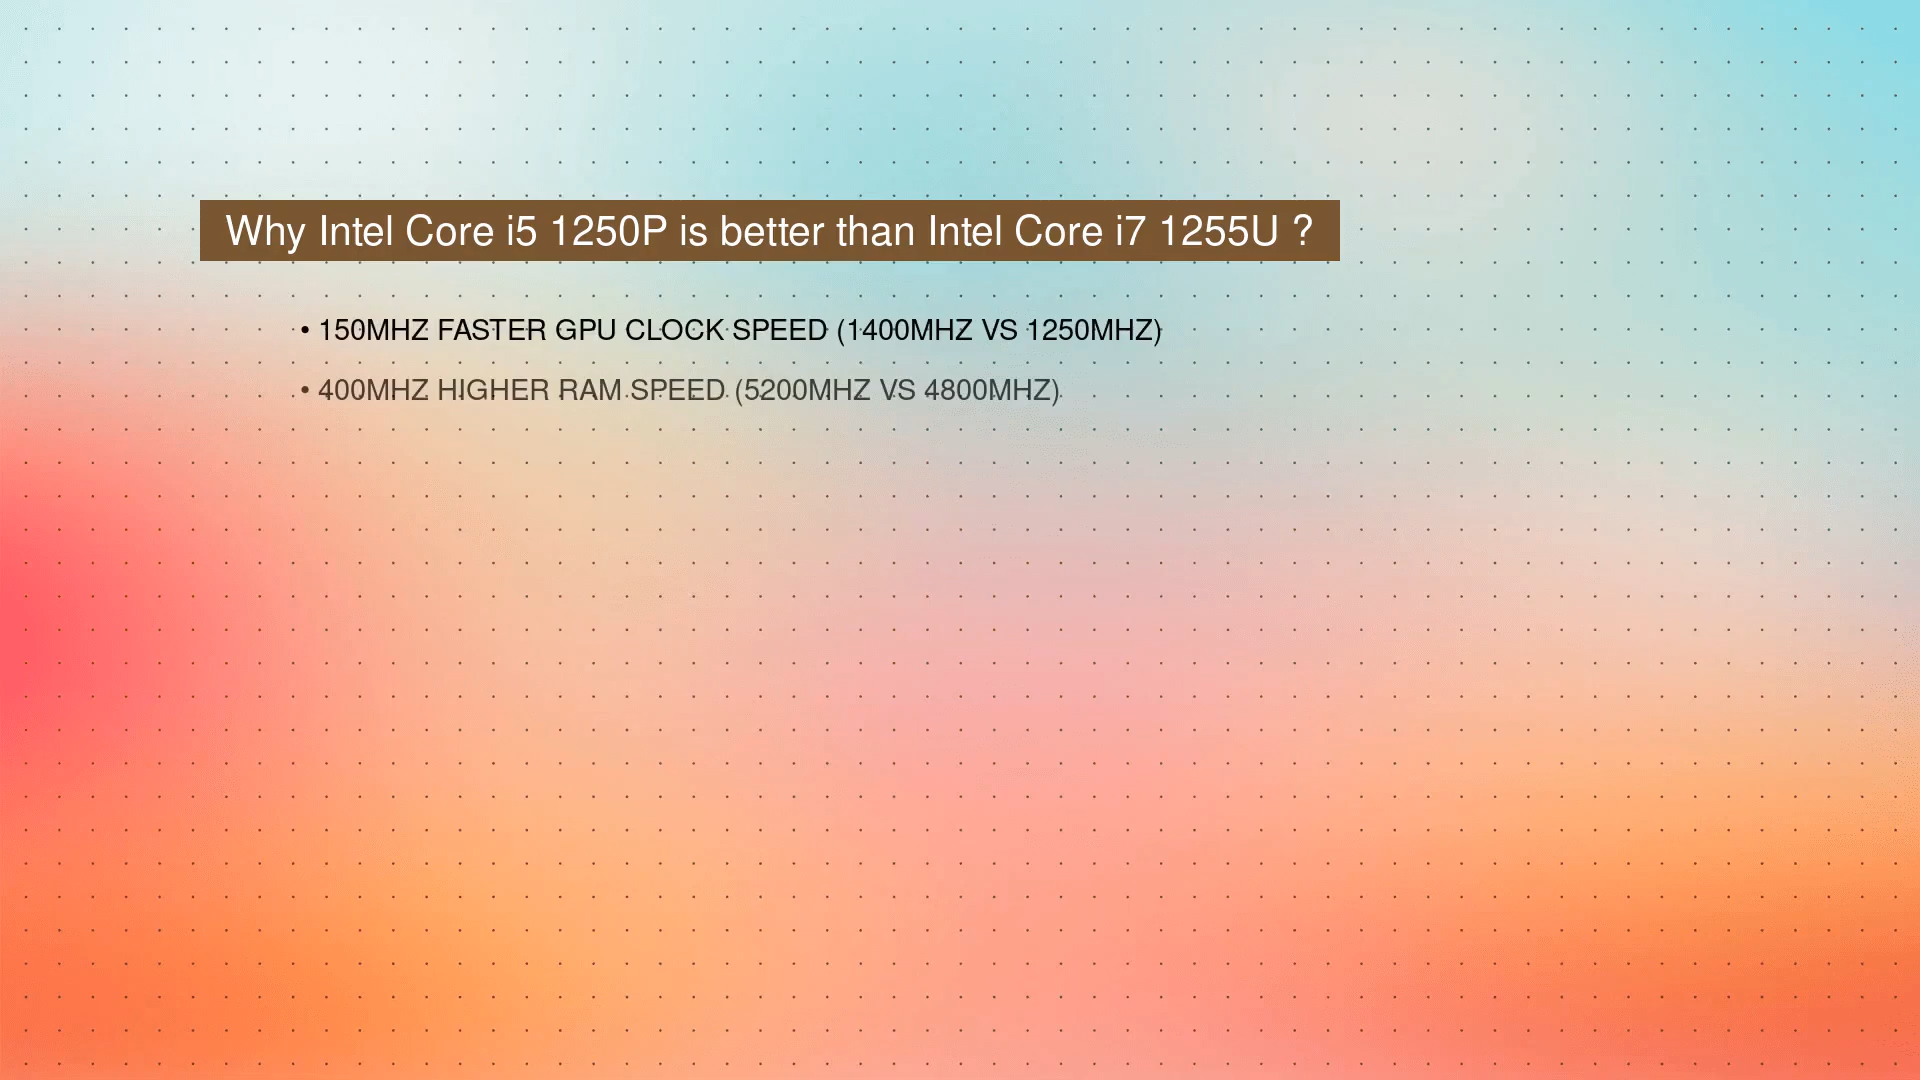 Why Intel Core i5 1250P is better than Intel Core i7 1255U ?
• 150MHZ FASTER GPU CLOCK SPEED (1400MHZ VS 1250MHZ)
• 400MHZ HIGHER RAM SPEED (5200MHZ VS 4800MHZ)